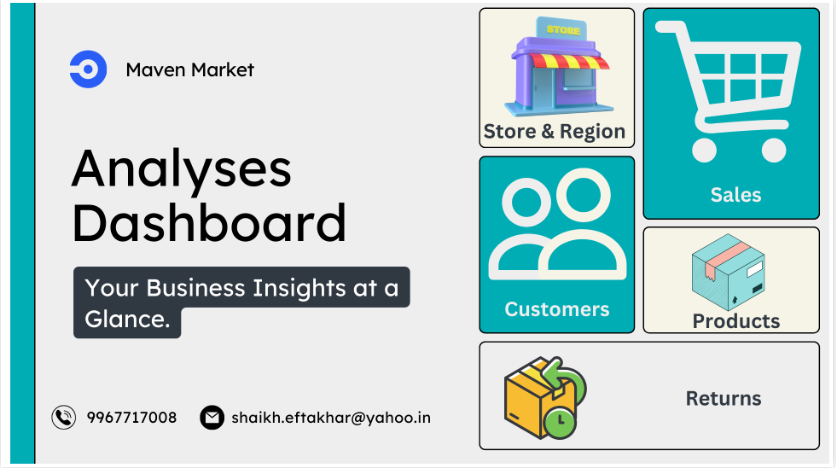 Maven Market
Analyses
Dashboard
Your Business Insights at a
Glance.
9967717008
shaikh.eftakhar@yahoo.in
STORE
Store & Region
Sales
Customers
Products
Returns